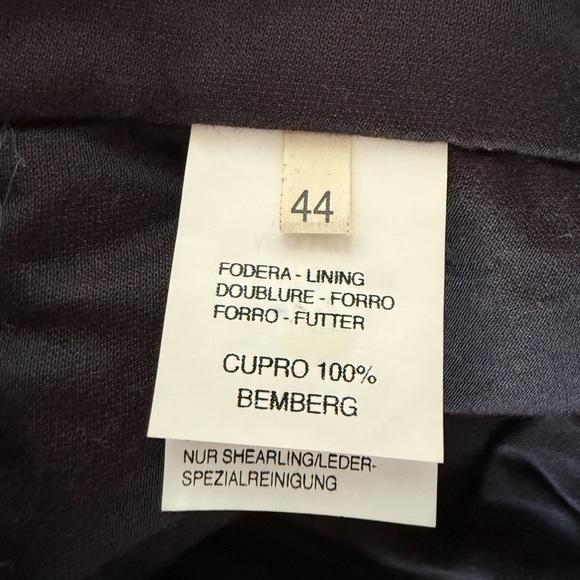 44
FODERA - LINING
DOUBLURE - FORRO
FORRO - FUTTER
CUPRO 100%
BEMBERG
NUR SHEARLING/LEDER-
SPEZIALREINIGUNG